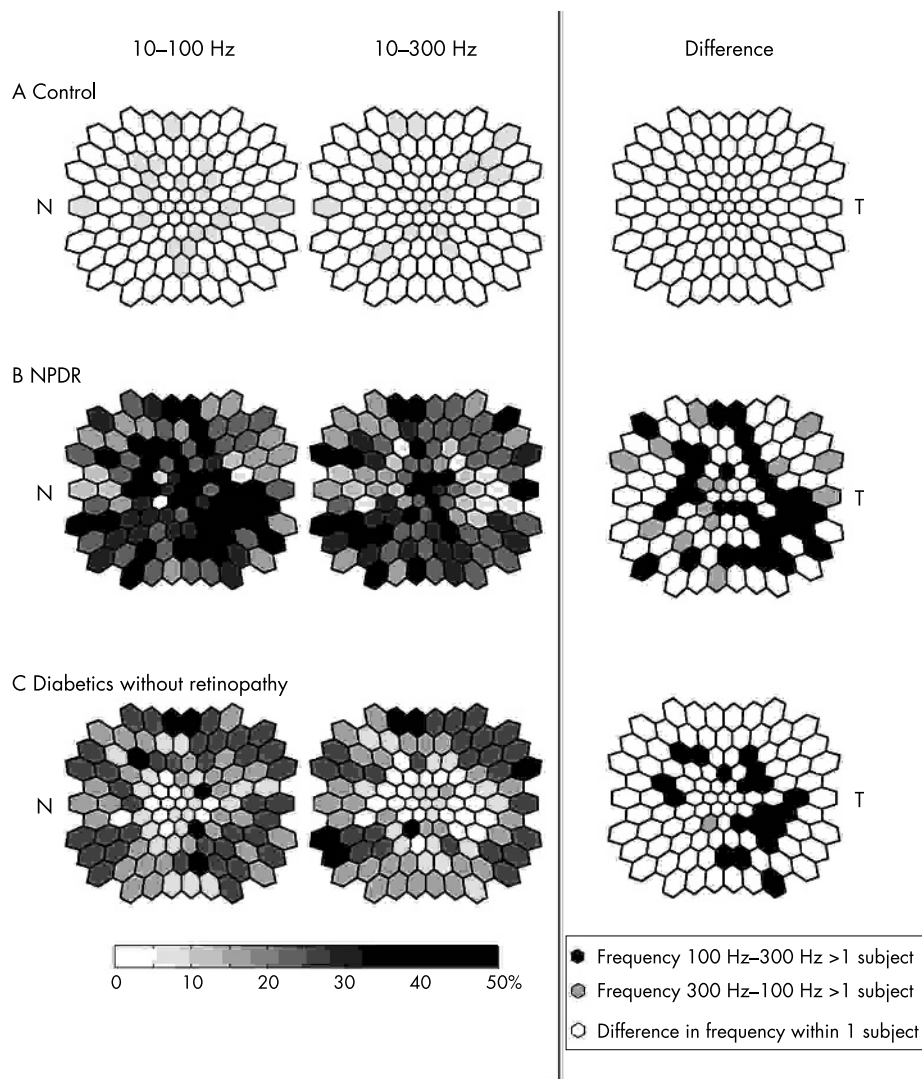 10–100 Hz
10–300 Hz
Difference
A Control
N
T
B NPDR
N
T
C Diabetics without retinopathy
N
T
0 10 20 30 40 50%
Frequency 100 Hz–300 Hz >1 subject
Frequency 300 Hz–100 Hz >1 subject
Difference in frequency within 1 subject